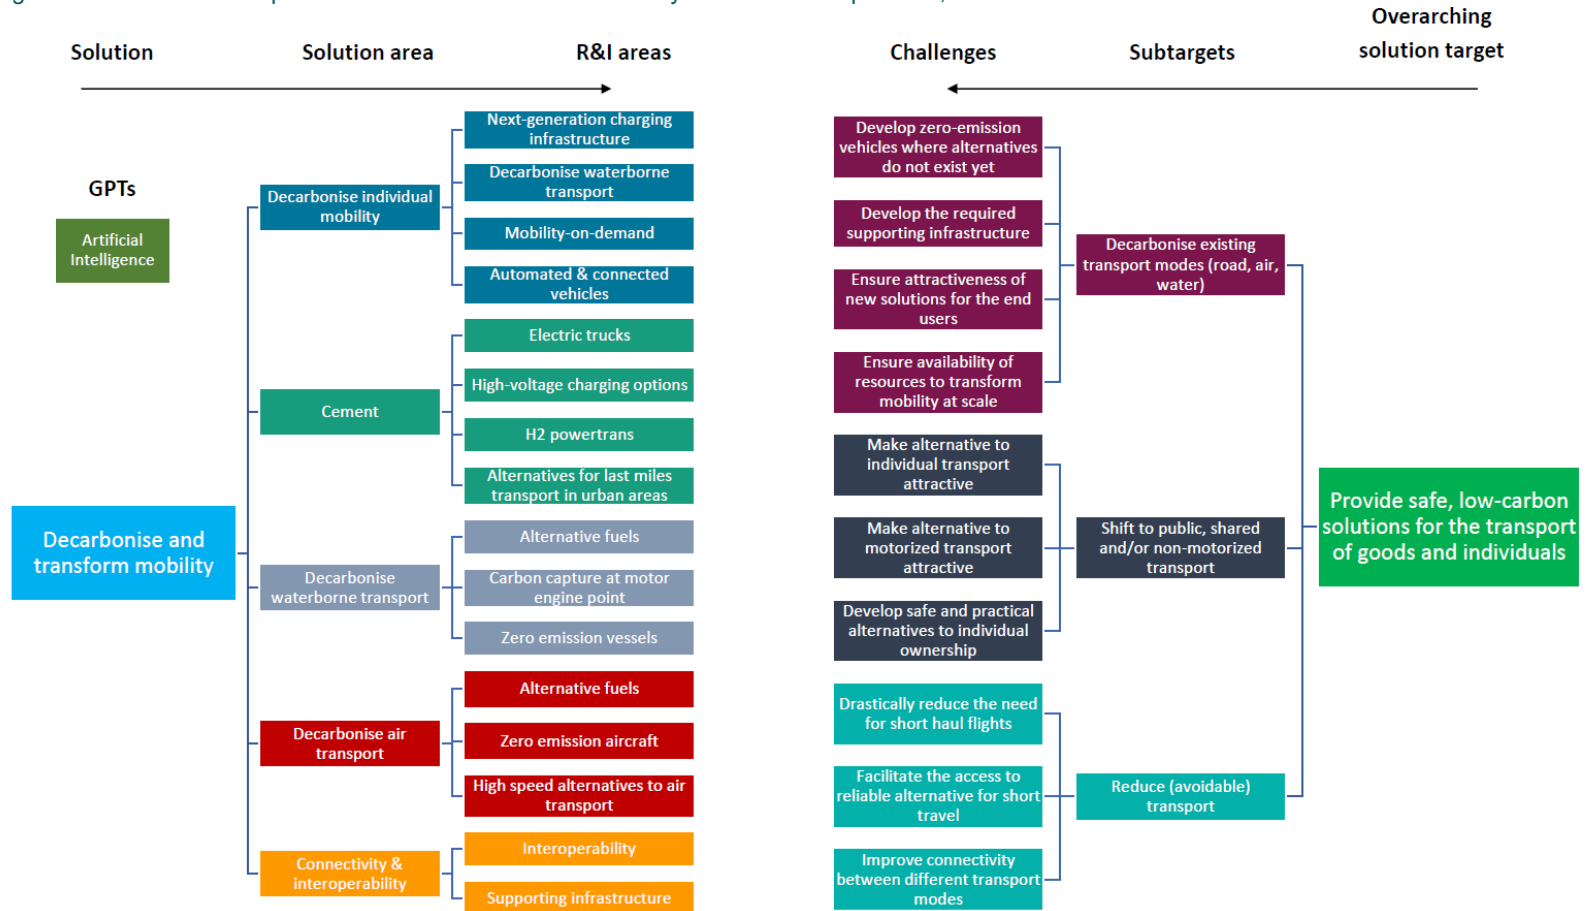 Solution
Solution area
R&I areas
Challenges
Subtargets
Overarching
solution target
GPTs
Artificial
Intelligence
Decarbonise and
transform mobility
Decarbonise individual
mobility
Next-generation charging
infrastructure
Decarbonise waterborne
transport
Mobility-on-demand
Automated & connected
vehicles
Cement
Electric trucks
High-voltage charging options
H2 powertrans
Alternatives for last miles
transport in urban areas
Decarbonise
waterborne transport
Alternative fuels
Carbon capture at motor
engine point
Zero emission vessels
Decarbonise air
transport
Alternative fuels
Zero emission aircraft
High speed alternatives to air
transport
Connectivity &
interoperability
Interoperability
Supporting infrastructure
Develop zero-emission
vehicles where alternatives
do not exist yet
Develop the required
supporting infrastructure
Ensure attractiveness of
new solutions for the end
users
Ensure availability of
resources to transform
mobility at scale
Decarbonise existing
transport modes (road, air,
water)
Make alternative to
individual transport
attractive
Make alternative to
motorized transport
attractive
Develop safe and practical
alternatives to individual
ownership
Shift to public, shared
and/or non-motorized
transport
Drastically reduce the need
for short haul flights
Facilitate the access to
reliable alternative for short
travel
Improve connectivity
between different transport
modes
Reduce (avoidable)
transport
Provide safe, low-carbon
solutions for the transport
of goods and individuals